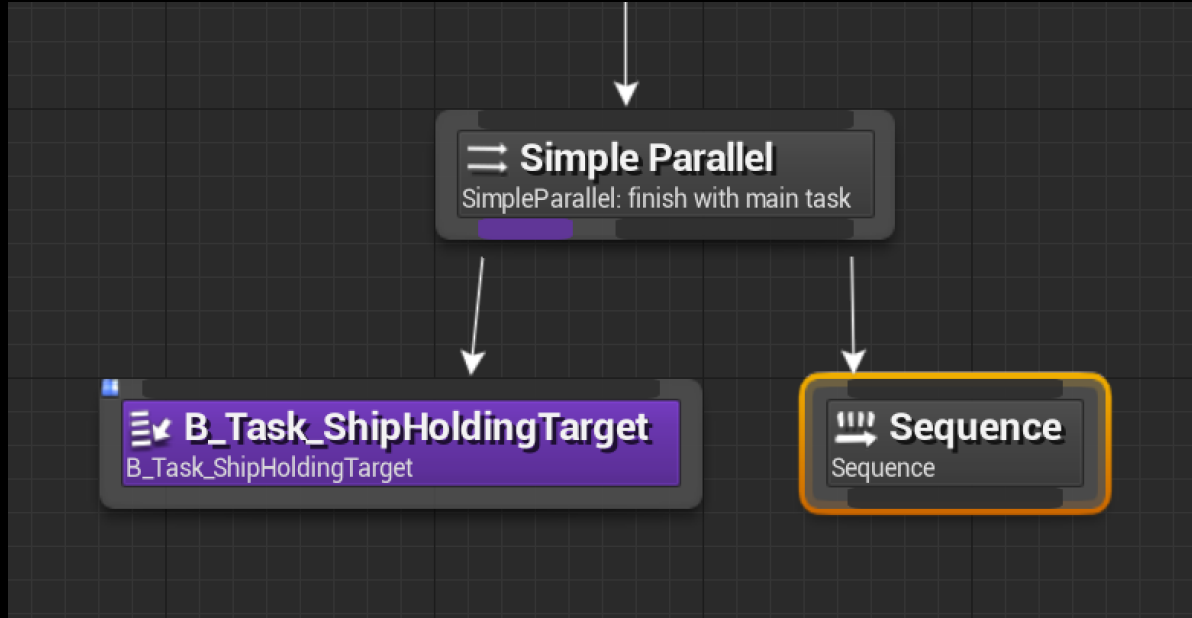 Simple Parallel
SimpleParallel: finish with main task
B_Task_ShipHoldingTarget
B_Task_ShipHoldingTarget
Sequence
Sequence